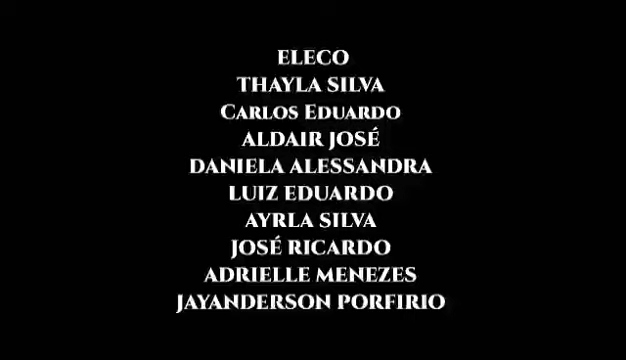 ELECO
THAYLA SILVA
Carlos Eduardo
ALDAIR JOSÉ
DANIELA ALESSANDRA
LUIZ EDUARDO
AYRLA SILVA
JOSÉ RICARDO
ADRIELLE MENEZES
JAYANDERSON PORFIRIO